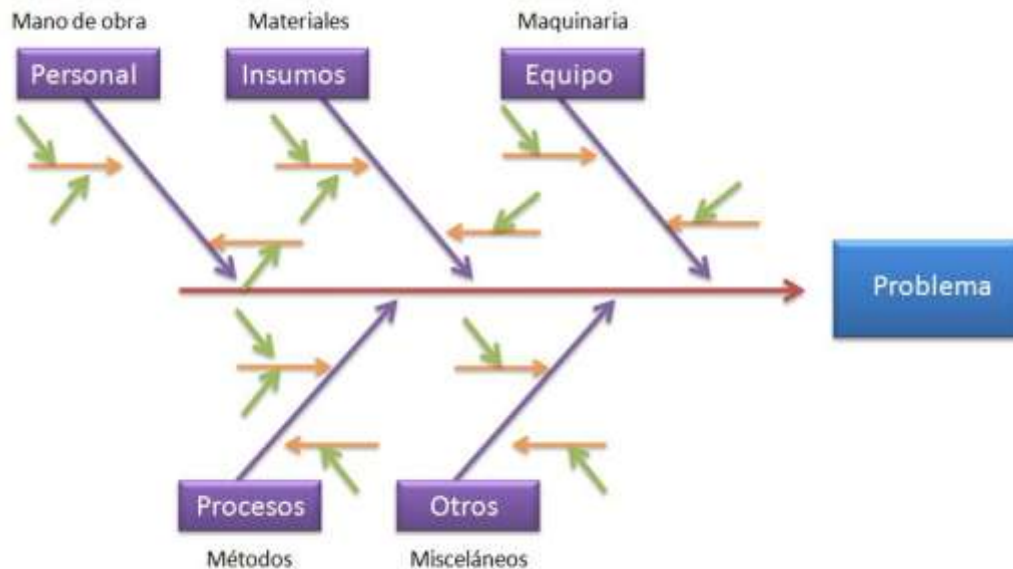 Mano de obra
Materiales
Maquinaria
Personal
Insumos
Equipo
Problema
Procesos
Otros
Métodos
Misceláneos